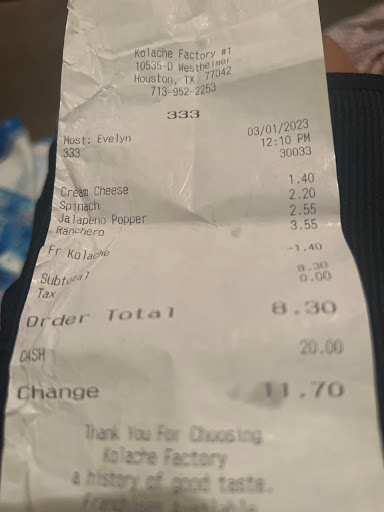 Kolache Factory #1
10535-D Westheimer
Houston, TX 77042
713-952-2253
333
Host: Evelyn 03/01/2023
333 12:10 PM
30033
Cream Cheese 1.40
Spinach 2.20
Jalapeno Popper 2.55
Ranchero 3.55
Fr Kolache -1.40
Subtotal 8.30
Tax 0.00
Order Total 8.30
CASH 20.00
Change 11.70
Thank You For Choosing
Kolache Factory
a history of good taste.
franchises available